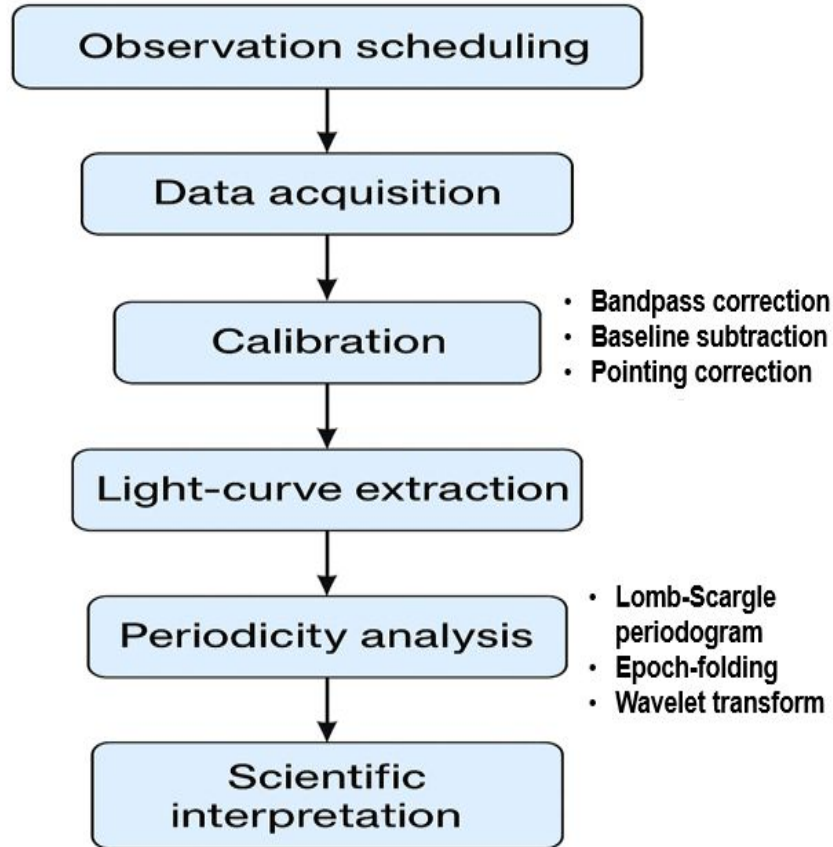 Observation scheduling
Data acquisition
Calibration
• Bandpass correction
• Baseline subtraction
• Pointing correction
Light-curve extraction
Periodicity analysis
• Lomb-Scargle
periodogram
• Epoch-folding
• Wavelet transform
Scientific
interpretation